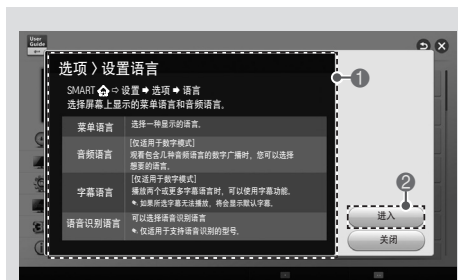 User
Guide
选项 〉设置语言
❶
SMART ⇨ 设置 ➡ 选项 ➡ 语言
选择屏幕上显示的菜单语言和音频语言。
菜单语言
选择一种显示的语言。
音频语言
[仅适用于数字模式]
观看包含几种音频语言的数字广播时，您可以选择
想要的语言。
字幕语言
[仅适用于数字模式]
播放两个或更多字幕语言时，可以使用字幕功能。
如果所选字幕无法播放，将会显示默认字幕。
语音识别语言
可以选择语音识别语言
仅适用于支持语音识别的型号。
❷
进入
关闭